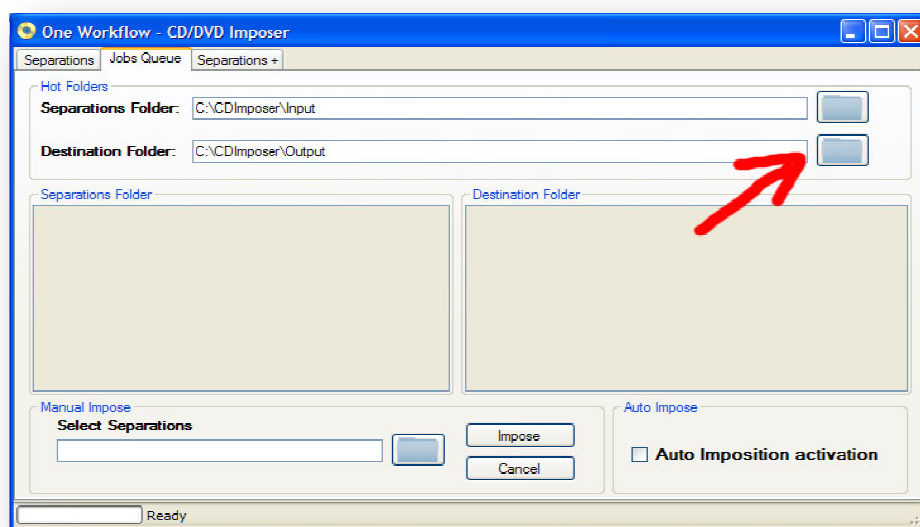 One Workflow - CD/DVD Imposer
Separations Jobs Queue Separations +
Hot Folders
Separations Folder: C:\CDImposer\Input
Destination Folder: C:\CDImposer\Output
Separations Folder Destination Folder
Manual Impose Auto Impose
Select Separations
Impose
Auto Imposition activation
Cancel
Ready